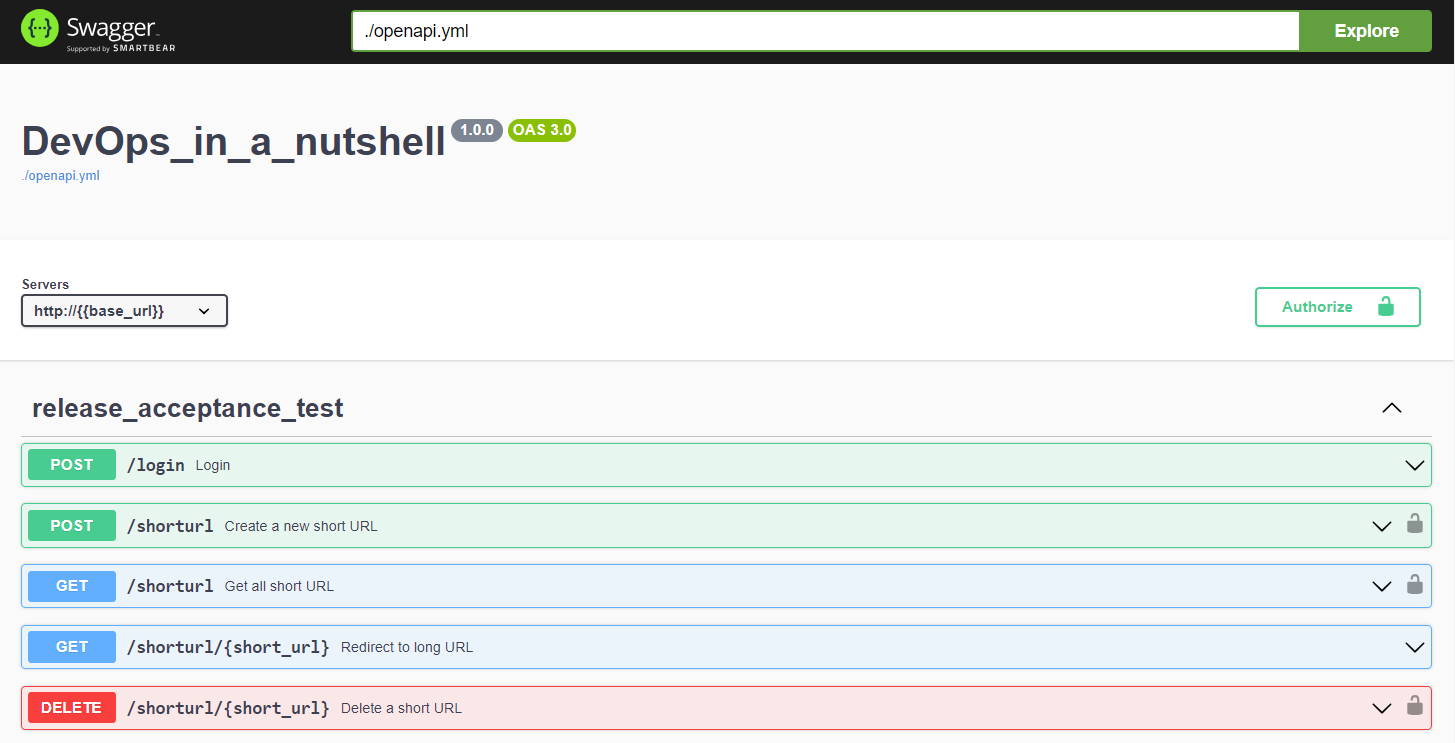 Swagger
Supported by SMARTBEAR
./openapi.yml
Explore
DevOps_in_a_nutshell 1.0.0 OAS 3.0
./openapi.yml
Servers
http://{{base_url}}
Authorize
release_acceptance_test
POST /login Login
POST /shorturl Create a new short URL
GET /shorturl Get all short URL
GET /shorturl/{short_url} Redirect to long URL
DELETE /shorturl/{short_url} Delete a short URL